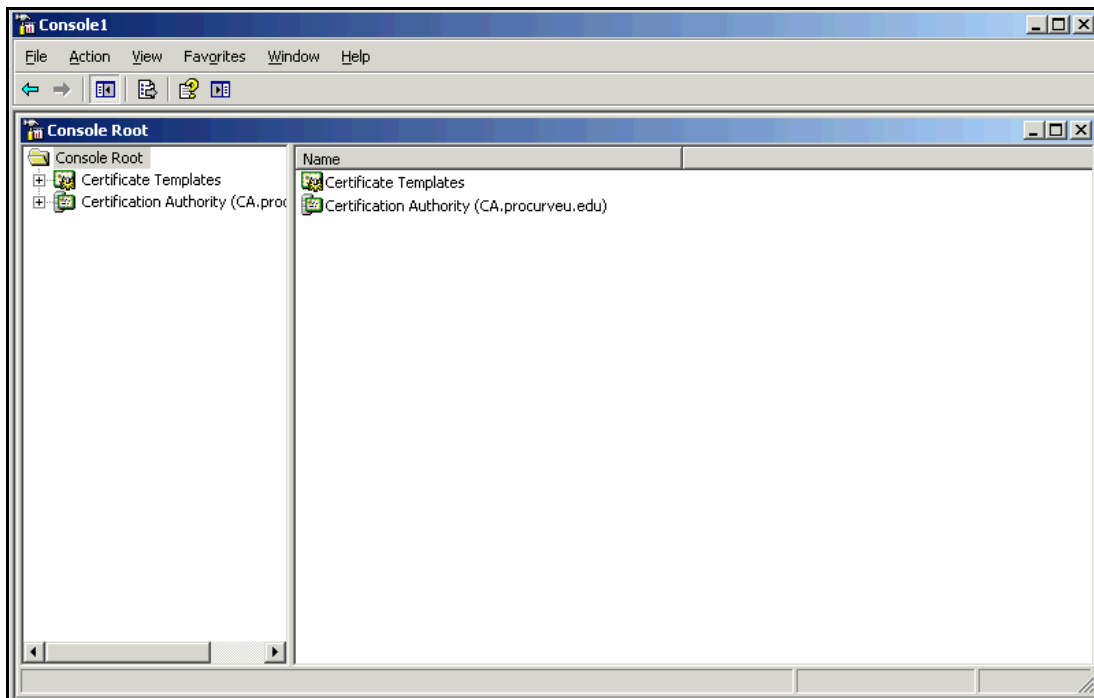 Console1
File Action View Favorites Window Help
Console Root
Console Root
Certificate Templates
Certification Authority (CA.proc
Name
Certificate Templates
Certification Authority (CA.procurveu.edu)